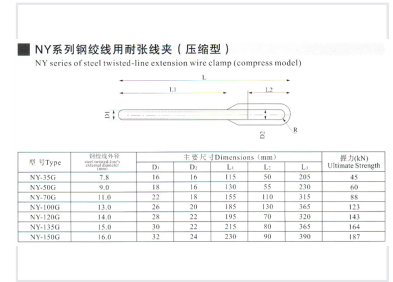 NY系列钢绞线用耐张线夹（压缩型）
NY series of steel twisted-line extension wire clamp (compress model)
L
L1 L2
D1 D2 R
型号Type 钢绞线外径 steel twisted-line's external diameter (mm) 主要尺寸Dimensions (mm) 握力(kN) Ultimate Strength
D1 D2 L1 L2 L
NY-35G 7.8 16 16 115 50 205 45
NY-50G 9.0 18 16 130 55 230 60
NY-70G 11.0 22 18 155 110 315 88
NY-100G 13.0 26 20 185 130 365 123
NY-120G 14.0 28 22 195 70 320 143
NY-135G 15.0 30 22 215 80 365 164
NY-150G 16.0 32 24 230 90 390 187